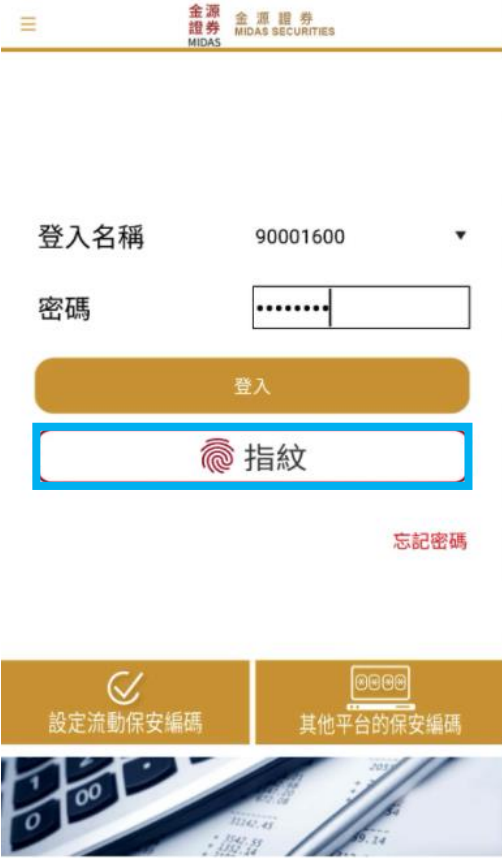 金源
證券
MIDAS
金源證券
MIDAS SECURITIES
登入名稱 90001600
密碼 ••••••••
登入
指紋
忘記密碼
設定流動保安編碼
其他平台的保安編碼